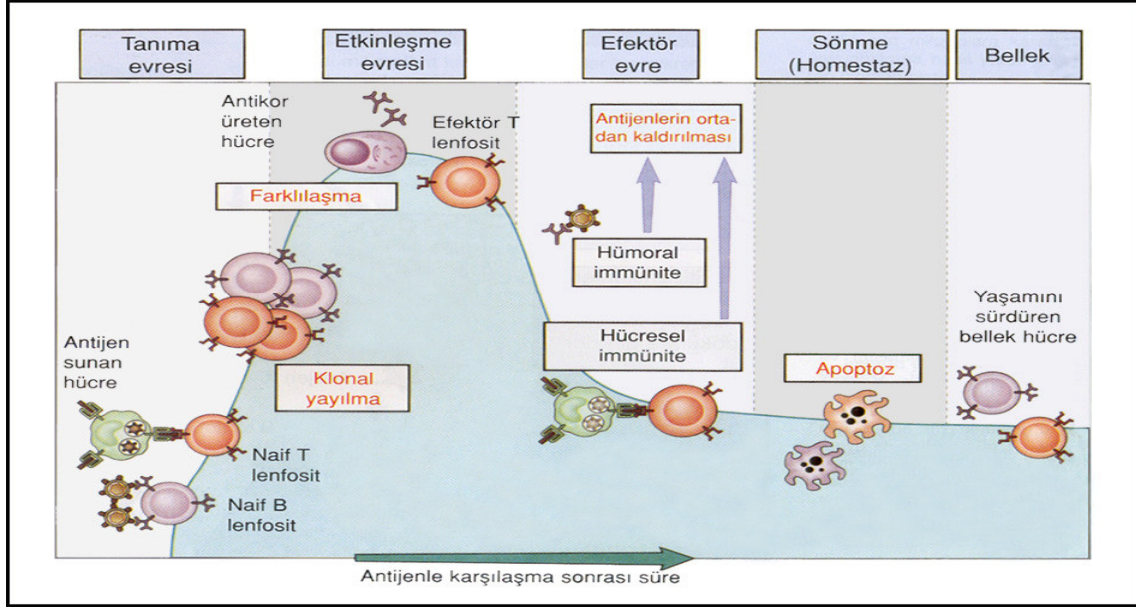 Tanıma
evresi
Etkinleşme
evresi
Efektör
evre
Sönme
(Homestaz)
Bellek
Antikor
üreten
hücre
Efektör T
lenfosit
Antijenlerin orta-
dan kaldırılması
Farklılaşma
Hümoral
immünite
Yaşamını
sürdüren
bellek hücre
Antijen
sunan
hücre
Klonal
yayılma
Hücresel
immünite
Apoptoz
Naif T
lenfosit
Naif B
lenfosit
Antijenle karşılaşma sonrası süre